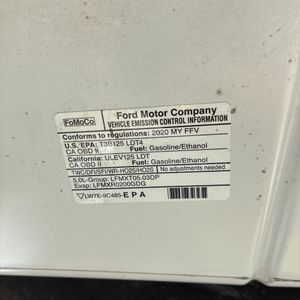 FoMoCo
Ford Motor Company
VEHICLE EMISSION CONTROL INFORMATION
Conforms to regulations: 2020 MY FFV
U.S. EPA: T3B125 LDT4
CA OBD II Fuel: Gasoline/Ethanol
California: ULEV125 LDT
CA OBD II Fuel: Gasoline/Ethanol
TWC/DFI/SFI/WR-HO2S/HO2S No adjustments needed.
5.0L-Group: LFMXT05.03DP
Evap: LFMXR0200GDG
LW7E-9C485-EPA